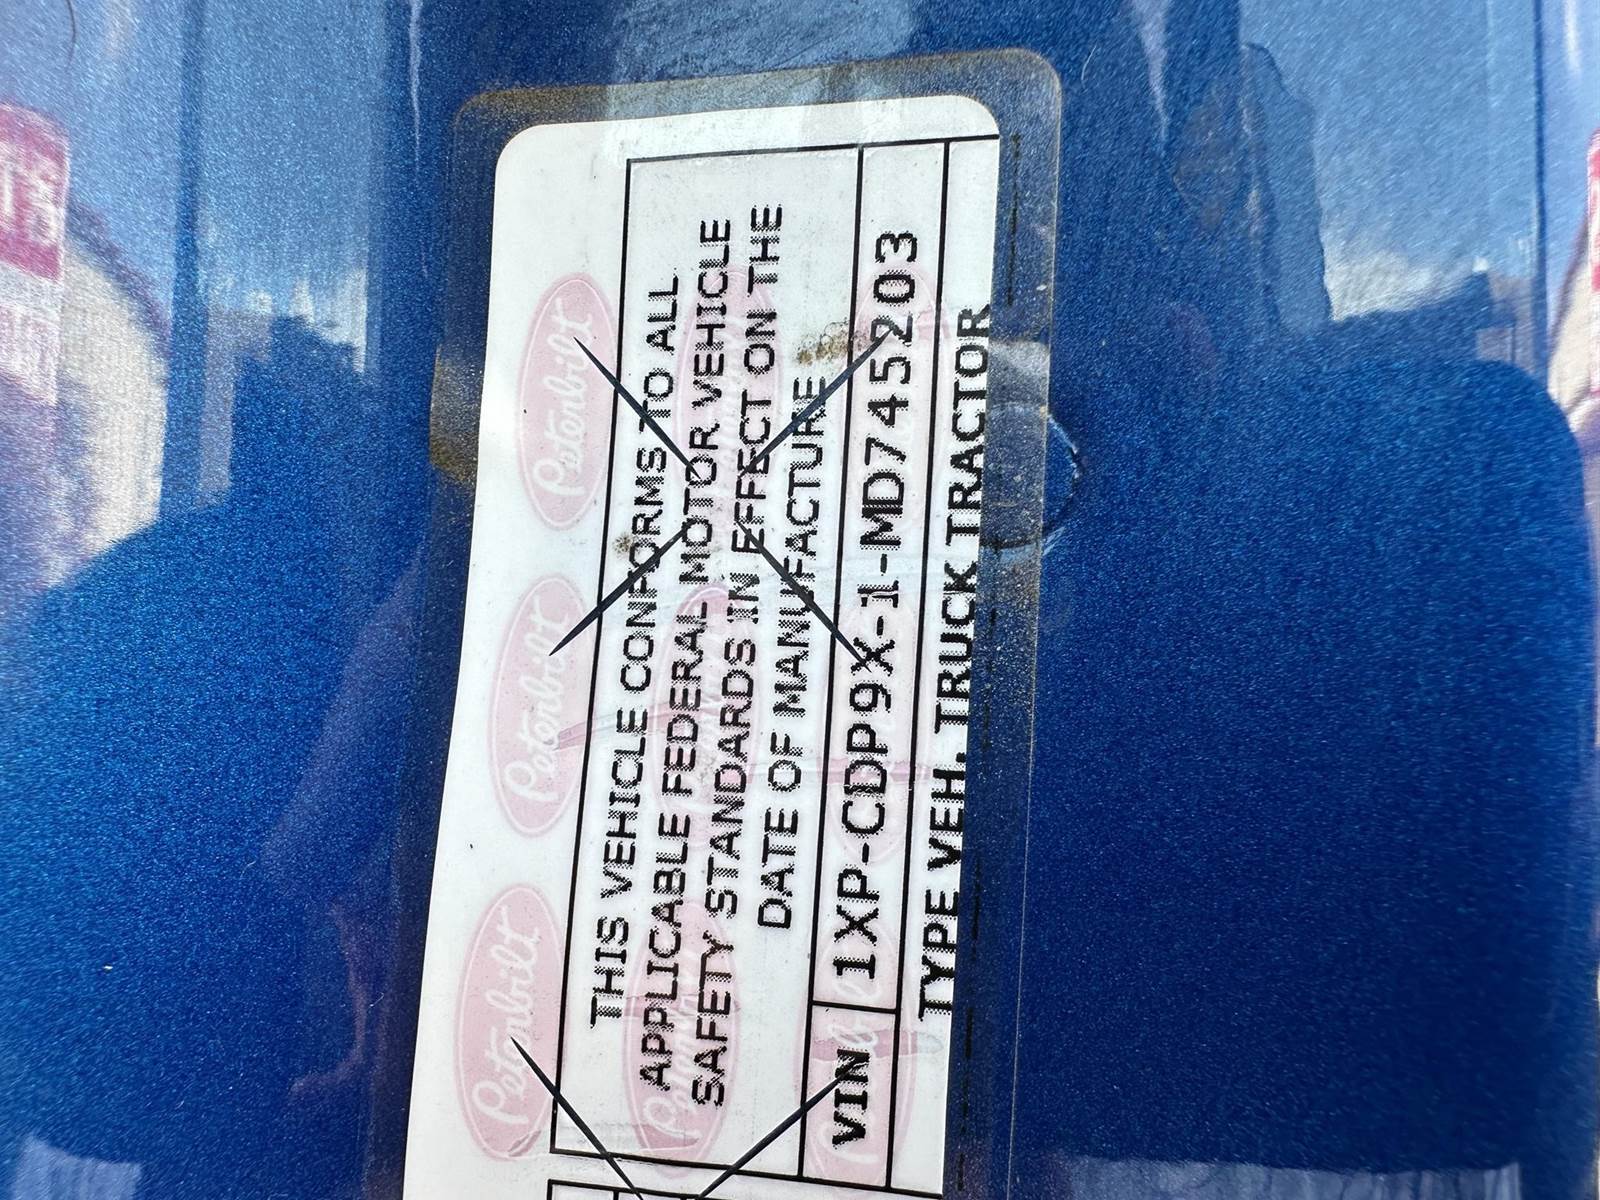 Peterbilt Peterbilt Peterbilt
THIS VEHICLE CONFORMS TO ALL
APPLICABLE FEDERAL MOTOR VEHICLE
SAFETY STANDARDS IN EFFECT ON THE
DATE OF MANUFACTURE
VIN 1XP-CDP9X-1-MD745203
TYPE VEH. TRUCK TRACTOR